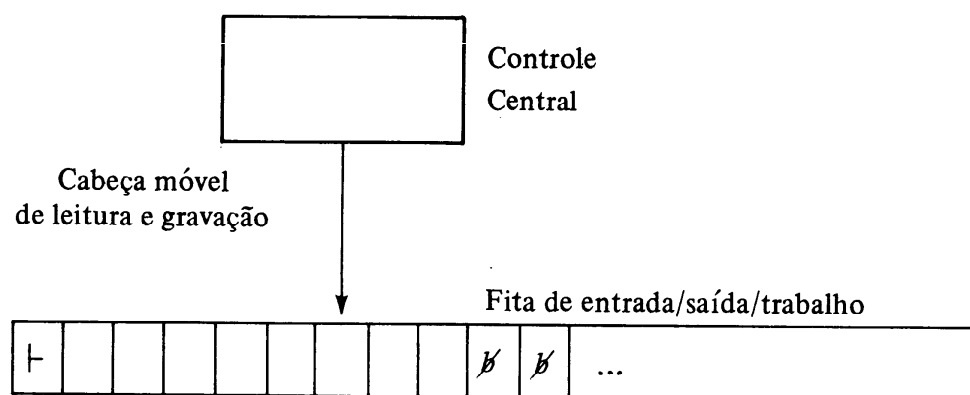 Controle
Central
Cabeça móvel
de leitura e gravação
Fita de entrada/saída/trabalho
⊢ ƀ ƀ ...